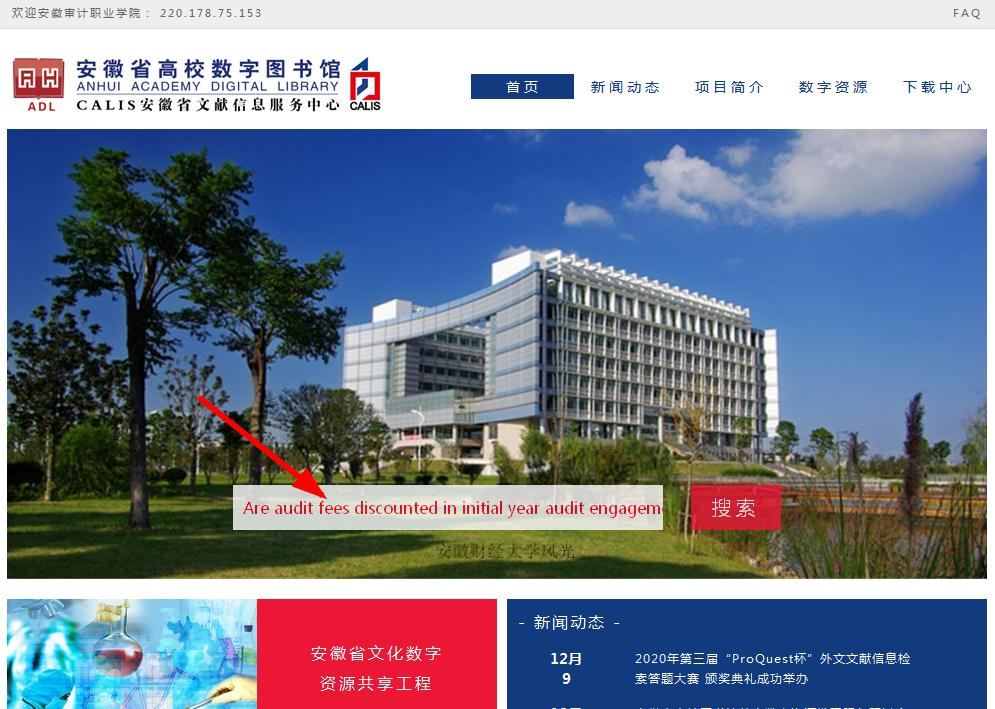 欢迎安徽审计职业学院： 220.178.75.153
FAQ
ADL
安徽省高校数字图书馆
ANHUI ACADEMY DIGITAL LIBRARY
CALIS安徽省文献信息服务中心
CALIS
首页 新闻动态 项目简介 数字资源 下载中心
Are audit fees discounted in initial year audit engagem
搜索
安徽财经大学风光
安徽省文化数字
资源共享工程
- 新闻动态 -
12月
9
2020年第三届“ProQuest杯”外文文献信息检
索答题大赛 颁奖典礼成功举办